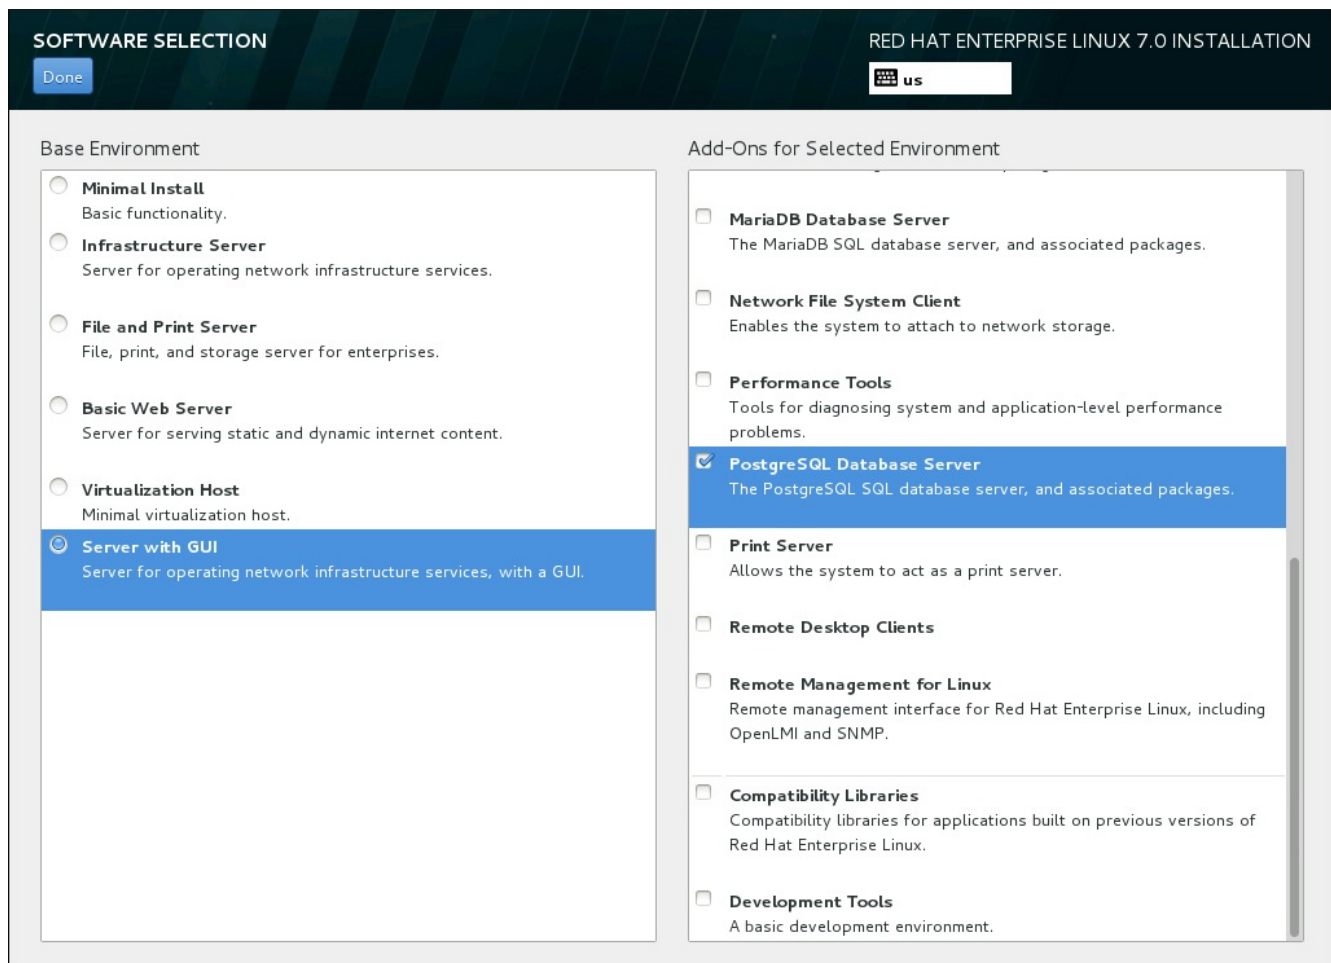 SOFTWARE SELECTION
Done
RED HAT ENTERPRISE LINUX 7.0 INSTALLATION
us
Base Environment
Minimal Install
Basic functionality.
Infrastructure Server
Server for operating network infrastructure services.
File and Print Server
File, print, and storage server for enterprises.
Basic Web Server
Server for serving static and dynamic internet content.
Virtualization Host
Minimal virtualization host.
Server with GUI
Server for operating network infrastructure services, with a GUI.
Add-Ons for Selected Environment
MariaDB Database Server
The MariaDB SQL database server, and associated packages.
Network File System Client
Enables the system to attach to network storage.
Performance Tools
Tools for diagnosing system and application-level performance
problems.
PostgreSQL Database Server
The PostgreSQL SQL database server, and associated packages.
Print Server
Allows the system to act as a print server.
Remote Desktop Clients
Remote Management for Linux
Remote management interface for Red Hat Enterprise Linux, including
OpenLMI and SNMP.
Compatibility Libraries
Compatibility libraries for applications built on previous versions of
Red Hat Enterprise Linux.
Development Tools
A basic development environment.